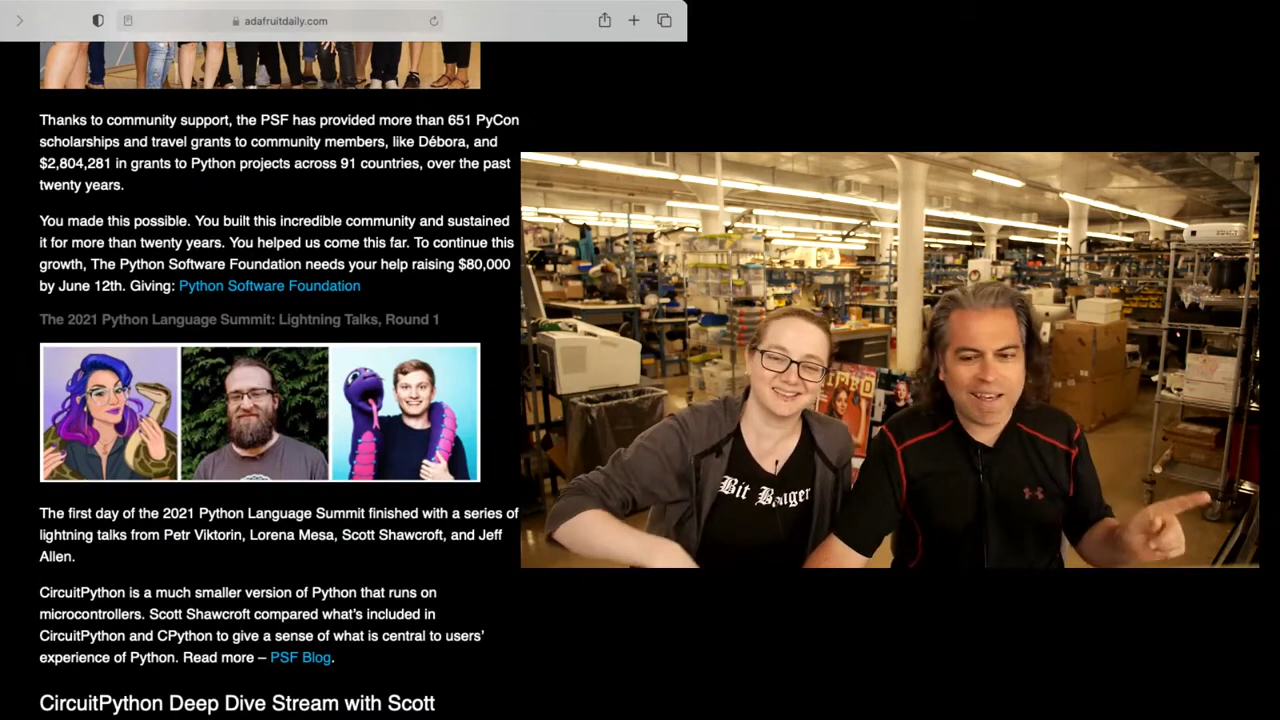 adafruitdaily.com
Thanks to community support, the PSF has provided more than 651 PyCon
scholarships and travel grants to community members, like Débora, and
$2,804,281 in grants to Python projects across 91 countries, over the past
twenty years.
You made this possible. You built this incredible community and sustained
it for more than twenty years. You helped us come this far. To continue this
growth, The Python Software Foundation needs your help raising $80,000
by June 12th. Giving: Python Software Foundation
The 2021 Python Language Summit: Lightning Talks, Round 1
Bit Banger
The first day of the 2021 Python Language Summit finished with a series of
lightning talks from Petr Viktorin, Lorena Mesa, Scott Shawcroft, and Jeff
Allen.
CircuitPython is a much smaller version of Python that runs on
microcontrollers. Scott Shawcroft compared what's included in
CircuitPython and CPython to give a sense of what is central to users'
experience of Python. Read more – PSF Blog.
CircuitPython Deep Dive Stream with Scott